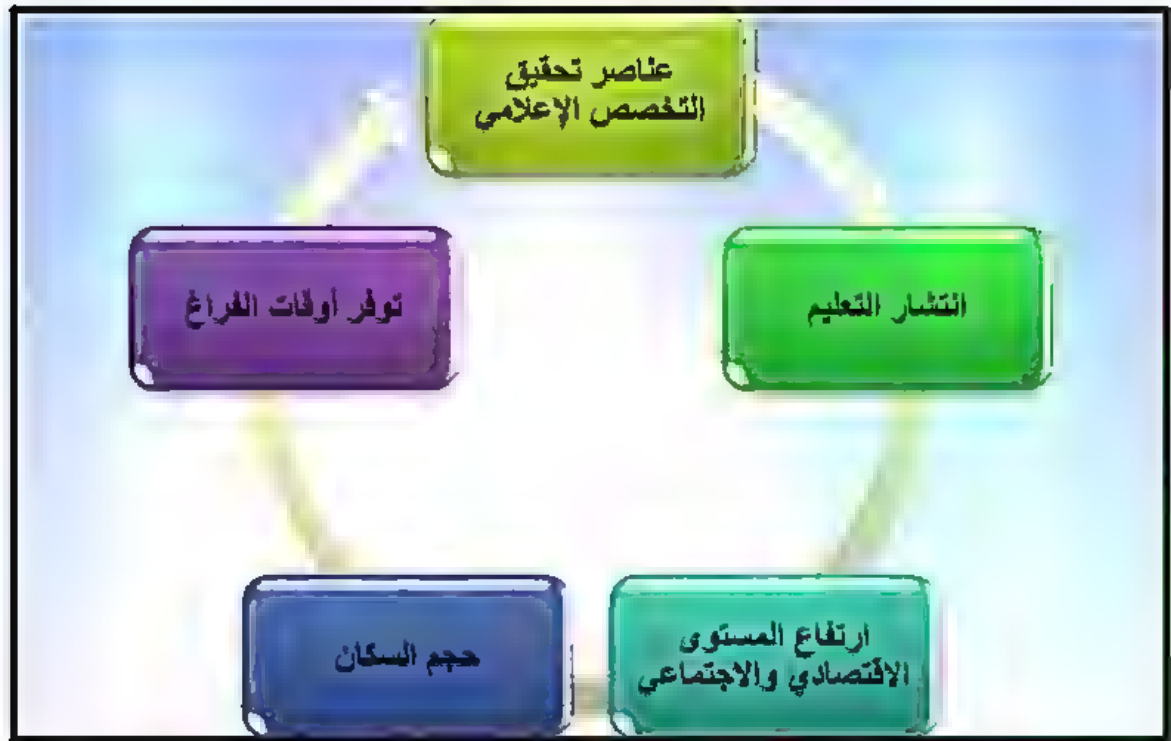 عناصر تحقيق
التخصص الإعلامي
انتشار التعليم
توفر أوقات الفراغ
ارتفاع المستوى
الاقتصادي والاجتماعي
حجم السكان